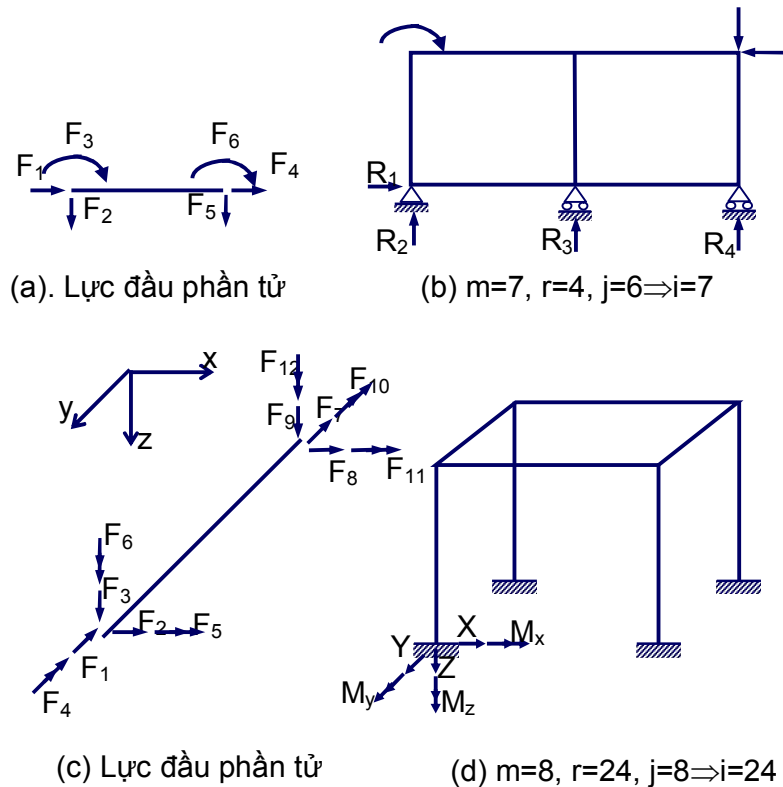 F₁
F₃
F₂
F₆
F₅
F₄
(a). Lực đầu phần tử
R₁
R₂
R₃
R₄
(b) m=7, r=4, j=6⇒i=7
x
y
z
F₁₂
F₁₀
F₉
F₇
F₈
F₁₁
F₆
F₃
F₂
F₅
F₁
F₄
(c) Lực đầu phần tử
Y
X
Mₓ
Z
My
Mz
(d) m=8, r=24, j=8⇒i=24